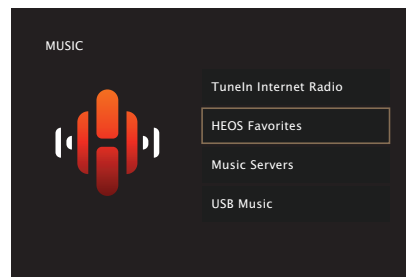 MUSIC
TuneIn Internet Radio
HEOS Favorites
Music Servers
USB Music